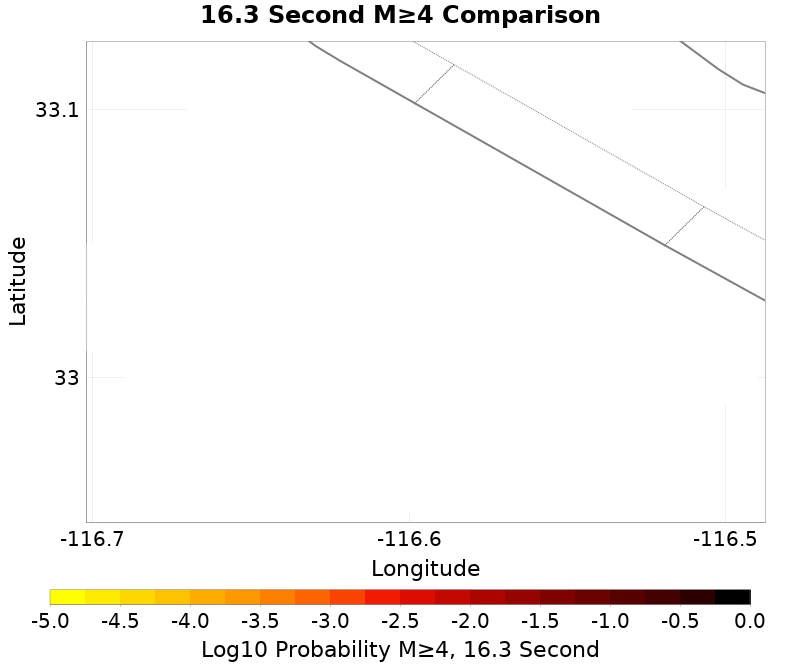 16.3 Second M≥4 Comparison
33.1
33
Latitude
-116.7 -116.6 -116.5
Longitude
-5.0 -4.5 -4.0 -3.5 -3.0 -2.5 -2.0 -1.5 -1.0 -0.5 0.0
Log10 Probability M≥4, 16.3 Second